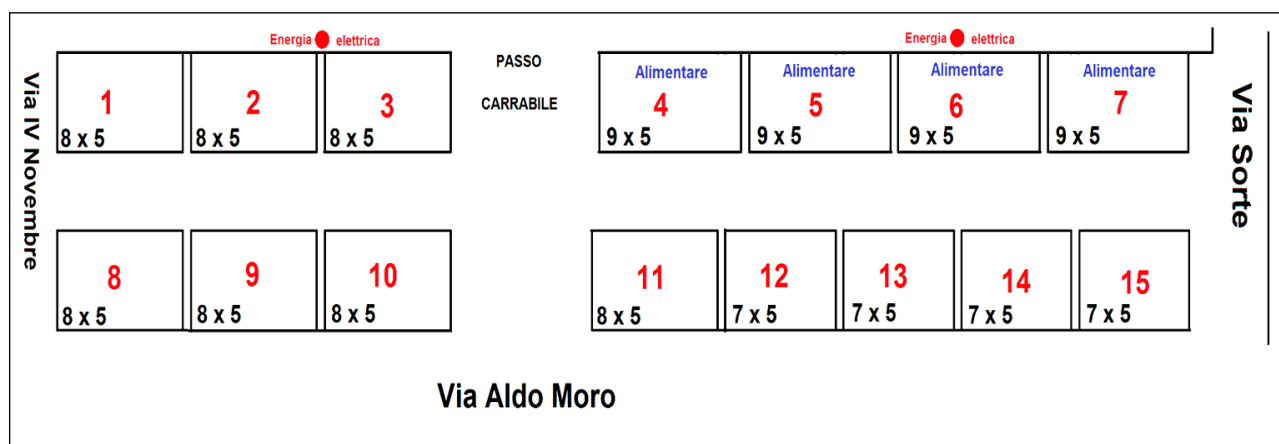 Energia elettrica
Energia elettrica
Via IV Novembre
1
8 x 5
2
8 x 5
3
8 x 5
PASSO
CARRABILE
Alimentare
4
9 x 5
Alimentare
5
9 x 5
Alimentare
6
9 x 5
Alimentare
7
9 x 5
Via Sorte
8
8 x 5
9
8 x 5
10
8 x 5
11
8 x 5
12
7 x 5
13
7 x 5
14
7 x 5
15
7 x 5
Via Aldo Moro